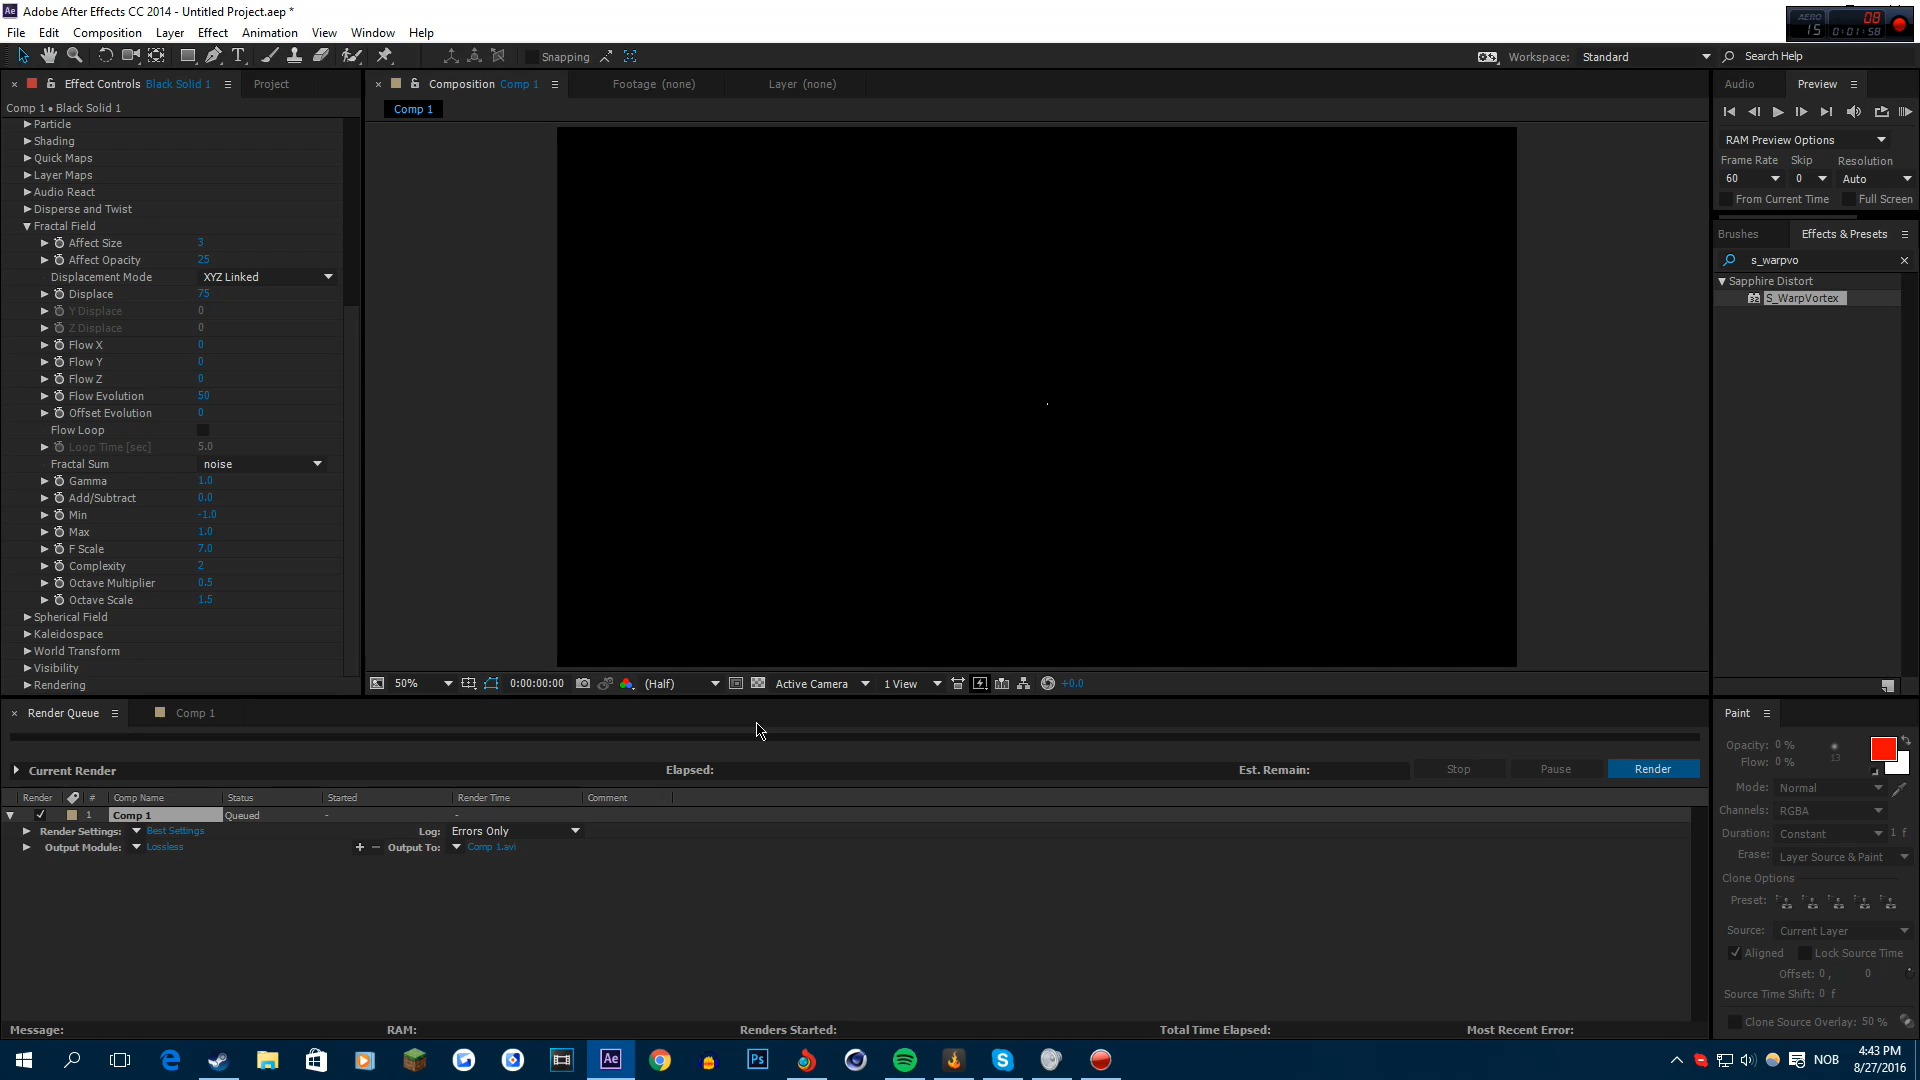 Adobe After Effects CC 2014 - Untitled Project.aep *
File Edit Composition Layer Effect Animation View Window Help
Snapping
Workspace: Standard
Search Help
AERO 15 08 0:01:58
Effect Controls Black Solid 1
Project
Comp 1 • Black Solid 1
Particle
Shading
Quick Maps
Layer Maps
Audio React
Disperse and Twist
Fractal Field
Affect Size 3
Affect Opacity 25
Displacement Mode XYZ Linked
Displace 75
Y Displace 0
Z Displace 0
Flow X 0
Flow Y 0
Flow Z 0
Flow Evolution 50
Offset Evolution 0
Flow Loop
Loop Time [sec] 5.0
Fractal Sum noise
Gamma 1.0
Add/Subtract 0.0
Min -1.0
Max 1.0
F Scale 7.0
Complexity 2
Octave Multiplier 0.5
Octave Scale 1.5
Spherical Field
Kaleidospace
World Transform
Visibility
Rendering
Composition Comp 1
Footage (none)
Layer (none)
Comp 1
50% 0:00:00:00 (Half) Active Camera 1 View +0.0
Audio Preview
RAM Preview Options
Frame Rate Skip Resolution
60 0 Auto
From Current Time Full Screen
Brushes Effects & Presets
s_warpvo
Sapphire Distort
32 S_WarpVortex
Render Queue
Comp 1
Current Render Elapsed: Est. Remain: Stop Pause Render
Render # Comp Name Status Started Render Time Comment
1 Comp 1 Queued - -
Render Settings: Best Settings Log: Errors Only
Output Module: Lossless + − Output To: Comp 1.avi
Message: RAM: Renders Started: Total Time Elapsed: Most Recent Error:
Paint
Opacity: 0 %
Flow: 0 %
13
Mode: Normal
Channels: RGBA
Duration: Constant 1 f
Erase: Layer Source & Paint
Clone Options
Preset:
Source: Current Layer
Aligned Lock Source Time
Offset: 0 , 0
Source Time Shift: 0 f
Clone Source Overlay: 50 %
Ae
Ps
NOB
4:43 PM
8/27/2016